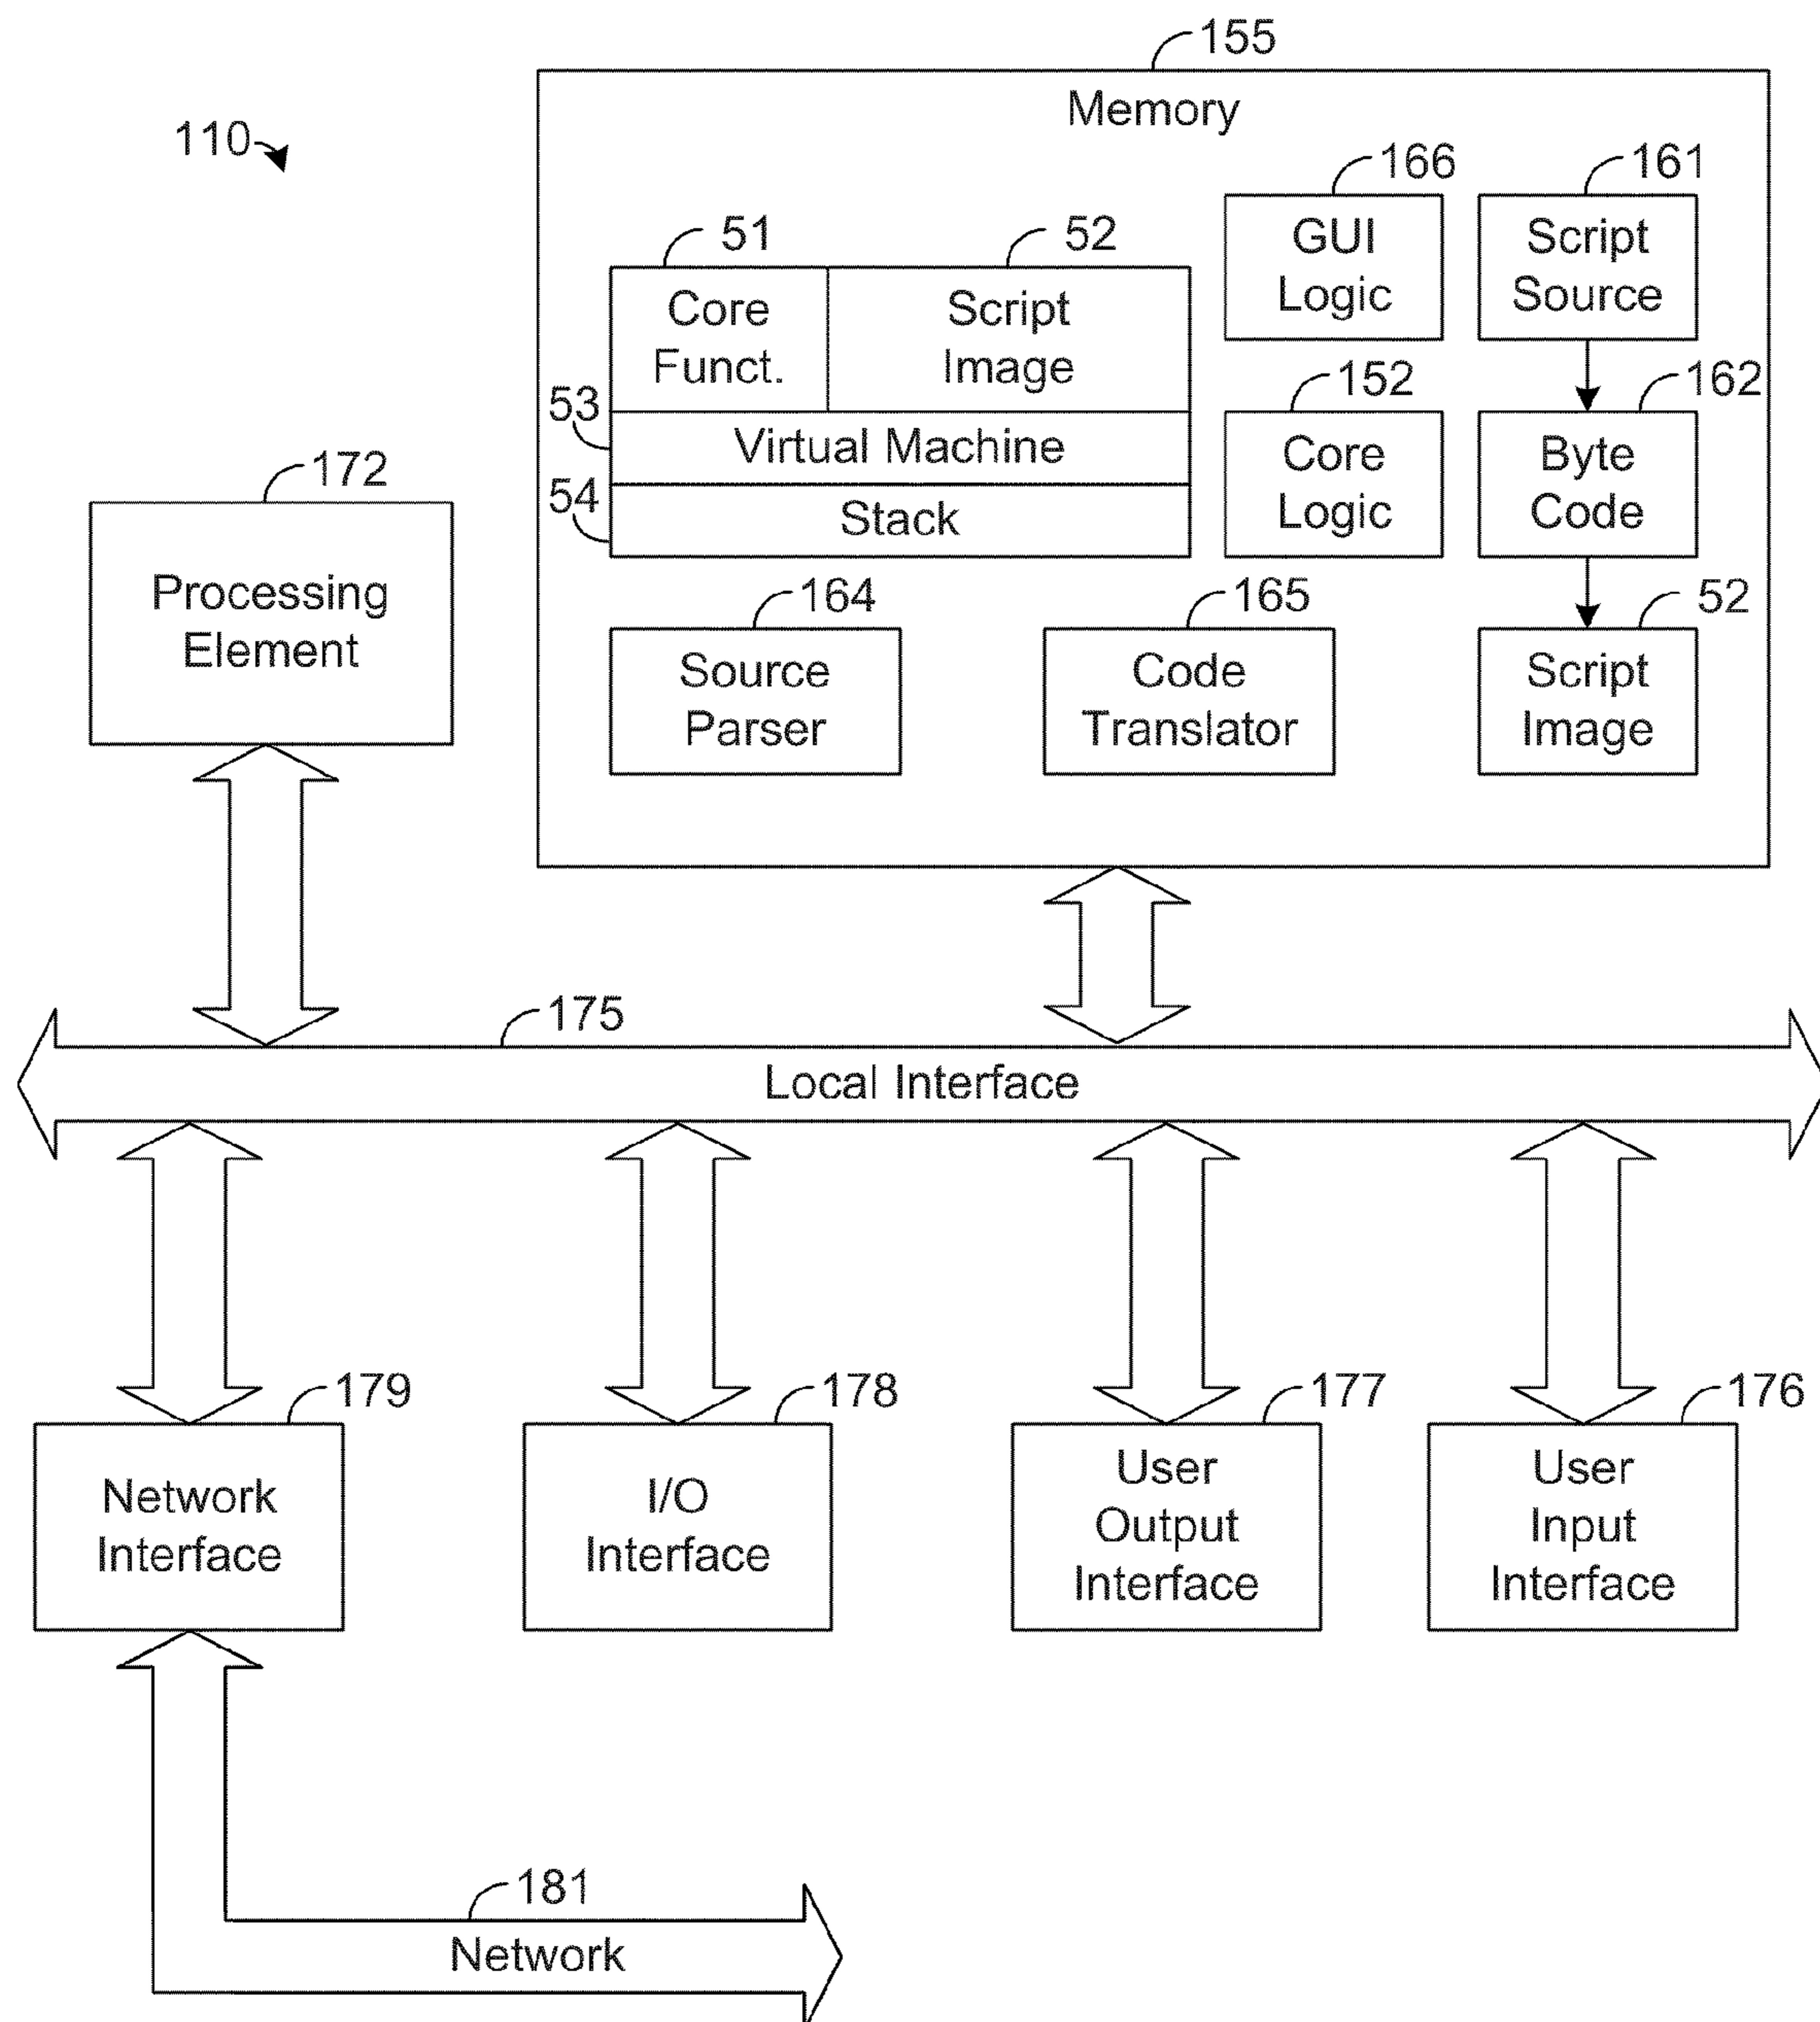 155
Memory
110
166
161
51
52
GUI
Logic
Script
Source
Core
Funct.
Script
Image
53
152
162
Virtual Machine
Core
Logic
Byte
Code
172
54
Stack
Processing
Element
164
165
52
Source
Parser
Code
Translator
Script
Image
175
Local Interface
179
178
177
176
Network
Interface
I/O
Interface
User
Output
Interface
User
Input
Interface
181
Network